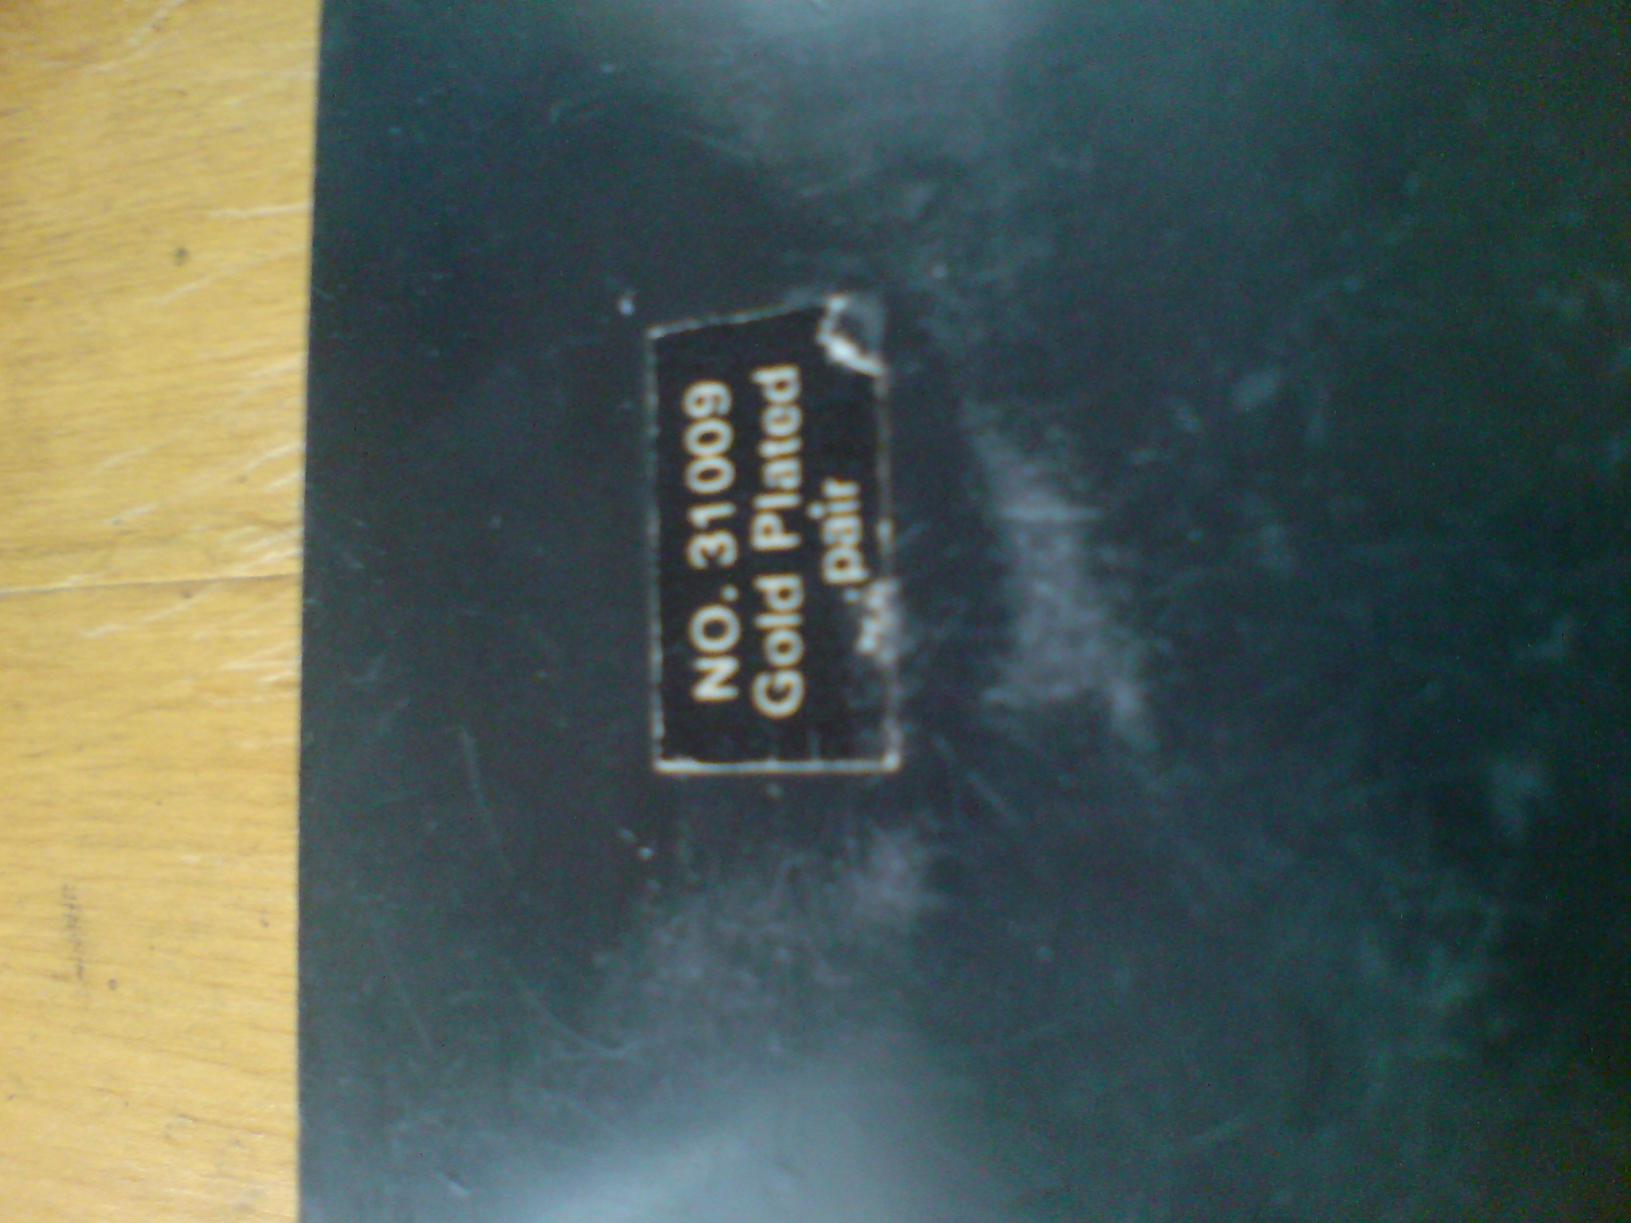 NO. 31009
Gold Plated
pair